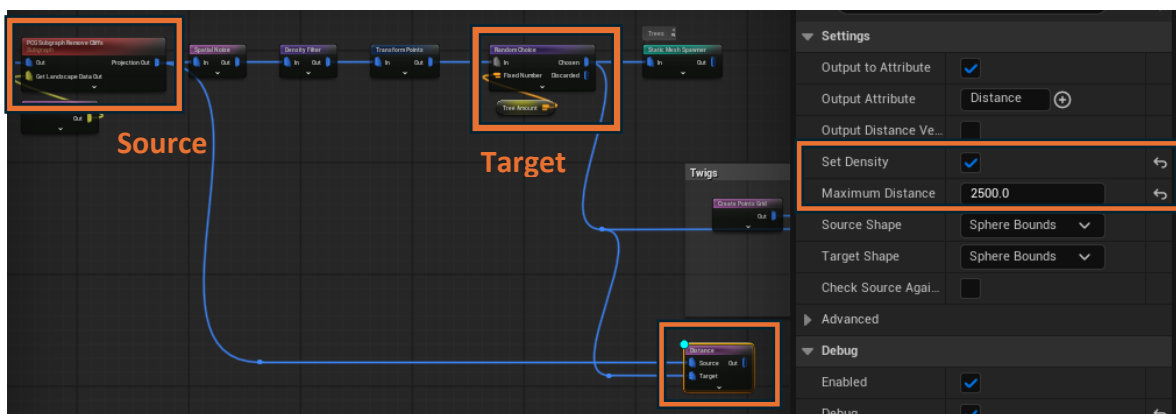 PCG Subgraph Remove Cliffs
Subgraph
Out
Projection Out
Get Landscape Data Out
Out
Source
Spatial Noise
In Out
Density Filter
In Out
Transform Points
In Out
Random Choice
In Chosen
Fixed Number Discarded
Tree Amount
Target
Trees
Static Mesh Spawner
In Out
Twigs
Create Points Grid
Out
Distance
Source Out
Target
Settings
Output to Attribute
Output Attribute Distance
Output Distance Ve...
Set Density
Maximum Distance 2500.0
Source Shape Sphere Bounds
Target Shape Sphere Bounds
Check Source Agai...
Advanced
Debug
Enabled
Debug